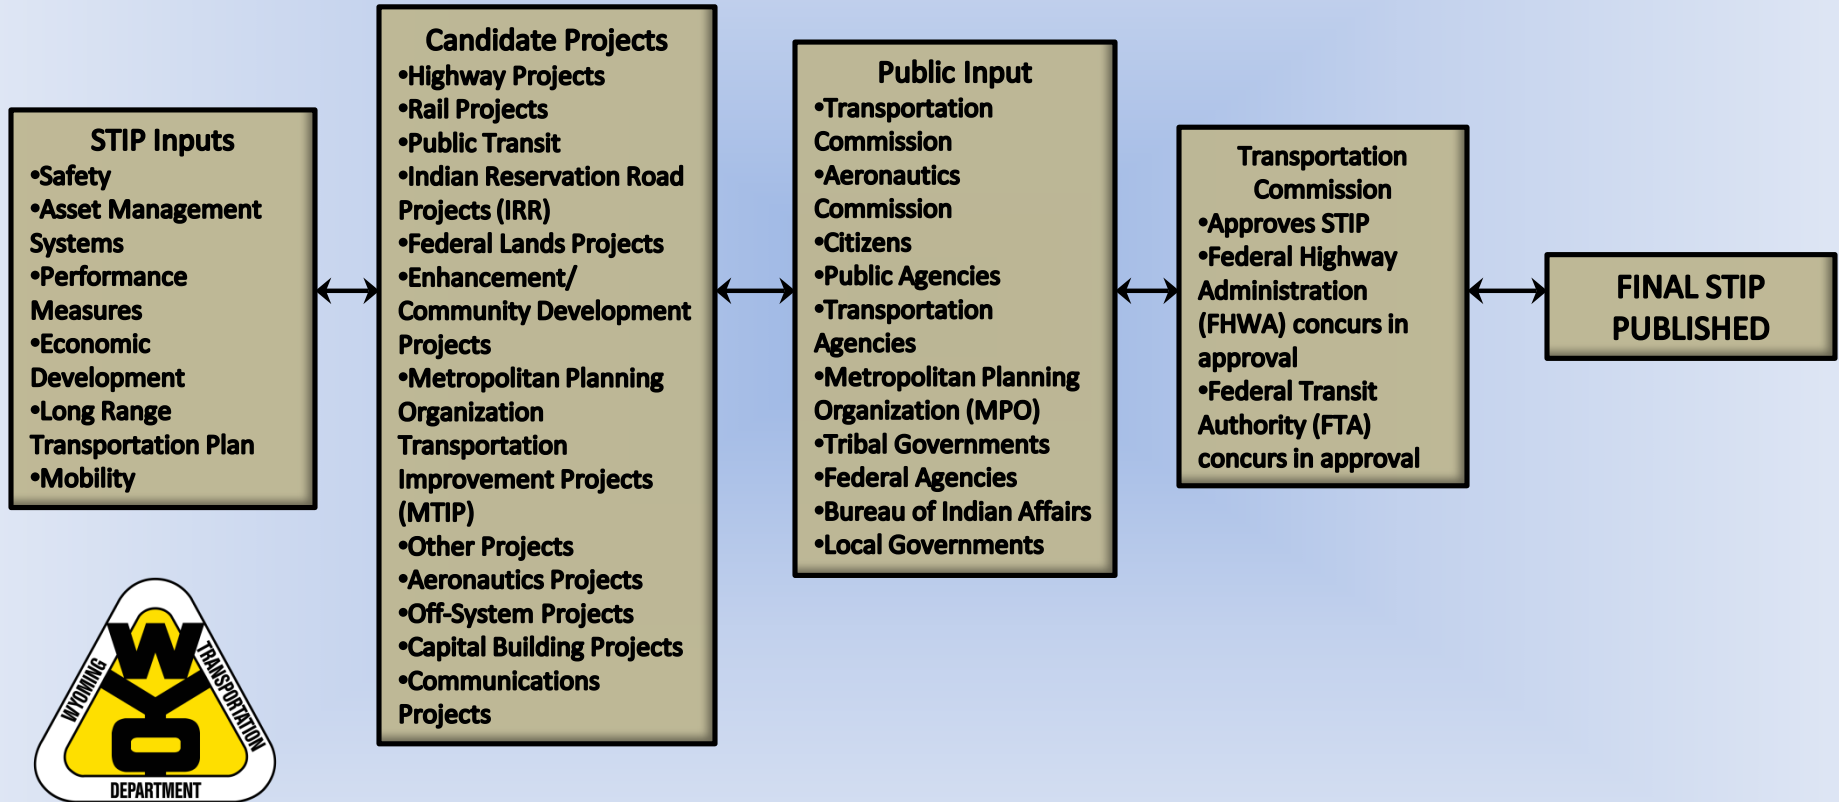 STIP Inputs
•Safety
•Asset Management
Systems
•Performance
Measures
•Economic
Development
•Long Range
Transportation Plan
•Mobility
Candidate Projects
•Highway Projects
•Rail Projects
•Public Transit
•Indian Reservation Road
Projects (IRR)
•Federal Lands Projects
•Enhancement/
Community Development
Projects
•Metropolitan Planning
Organization
Transportation
Improvement Projects
(MTIP)
•Other Projects
•Aeronautics Projects
•Off-System Projects
•Capital Building Projects
•Communications
Projects
Public Input
•Transportation
Commission
•Aeronautics
Commission
•Citizens
•Public Agencies
•Transportation
Agencies
•Metropolitan Planning
Organization (MPO)
•Tribal Governments
•Federal Agencies
•Bureau of Indian Affairs
•Local Governments
Transportation
Commission
•Approves STIP
•Federal Highway
Administration
(FHWA) concurs in
approval
•Federal Transit
Authority (FTA)
concurs in approval
FINAL STIP
PUBLISHED
WYOMING
TRANSPORTATION
DEPARTMENT
WYO